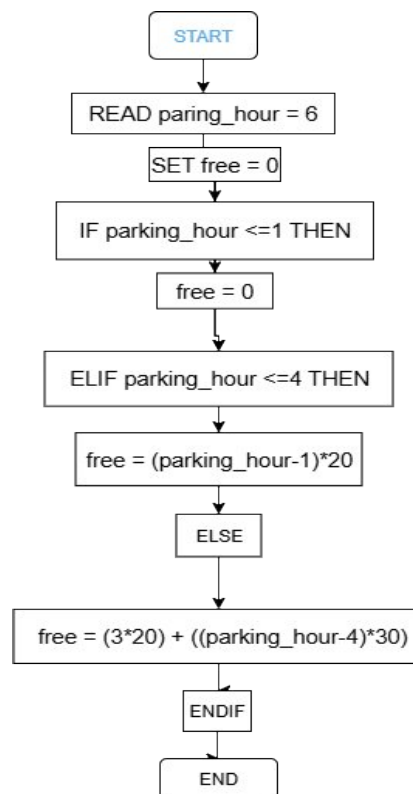 START
READ paring_hour = 6
SET free = 0
IF parking_hour <=1 THEN
free = 0
ELIF parking_hour <=4 THEN
free = (parking_hour-1)*20
ELSE
free = (3*20) + ((parking_hour-4)*30)
ENDIF
END